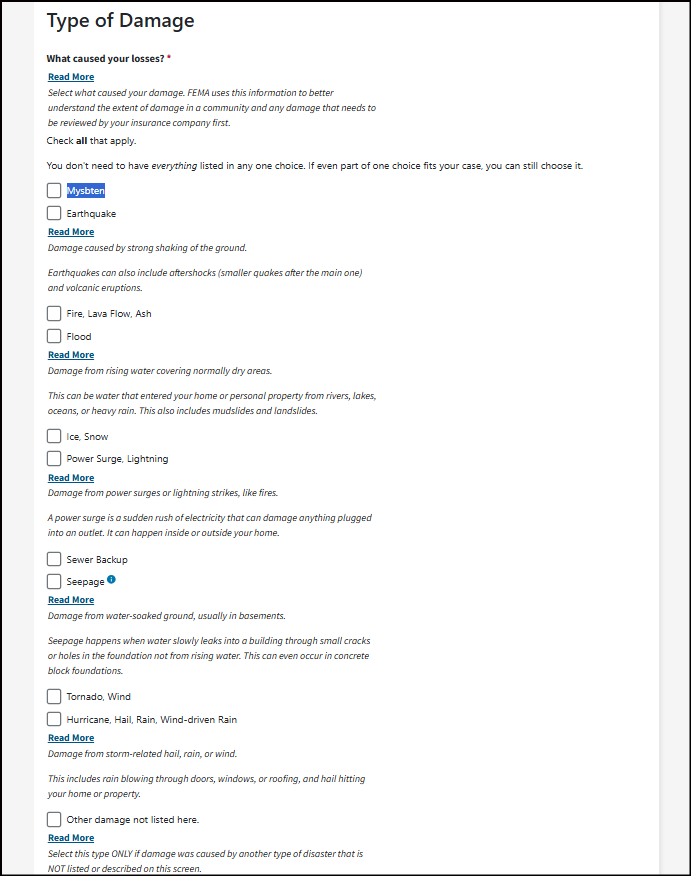 Type of Damage
What caused your losses? *
Read More
Select what caused your damage. FEMA uses this information to better
understand the extent of damage in a community and any damage that needs to
be reviewed by your insurance company first.
Check all that apply.
You don't need to have everything listed in any one choice. If even part of one choice fits your case, you can still choose it.
Mysbten
Earthquake
Read More
Damage caused by strong shaking of the ground.
Earthquakes can also include aftershocks (smaller quakes after the main one)
and volcanic eruptions.
Fire, Lava Flow, Ash
Flood
Read More
Damage from rising water covering normally dry areas.
This can be water that entered your home or personal property from rivers, lakes,
oceans, or heavy rain. This also includes mudslides and landslides.
Ice, Snow
Power Surge, Lightning
Read More
Damage from power surges or lightning strikes, like fires.
A power surge is a sudden rush of electricity that can damage anything plugged
into an outlet. It can happen inside or outside your home.
Sewer Backup
Seepage
Read More
Damage from water-soaked ground, usually in basements.
Seepage happens when water slowly leaks into a building through small cracks
or holes in the foundation not from rising water. This can even occur in concrete
block foundations.
Tornado, Wind
Hurricane, Hail, Rain, Wind-driven Rain
Read More
Damage from storm-related hail, rain, or wind.
This includes rain blowing through doors, windows, or roofing, and hail hitting
your home or property.
Other damage not listed here.
Read More
Select this type ONLY if damage was caused by another type of disaster that is
NOT listed or described on this screen.